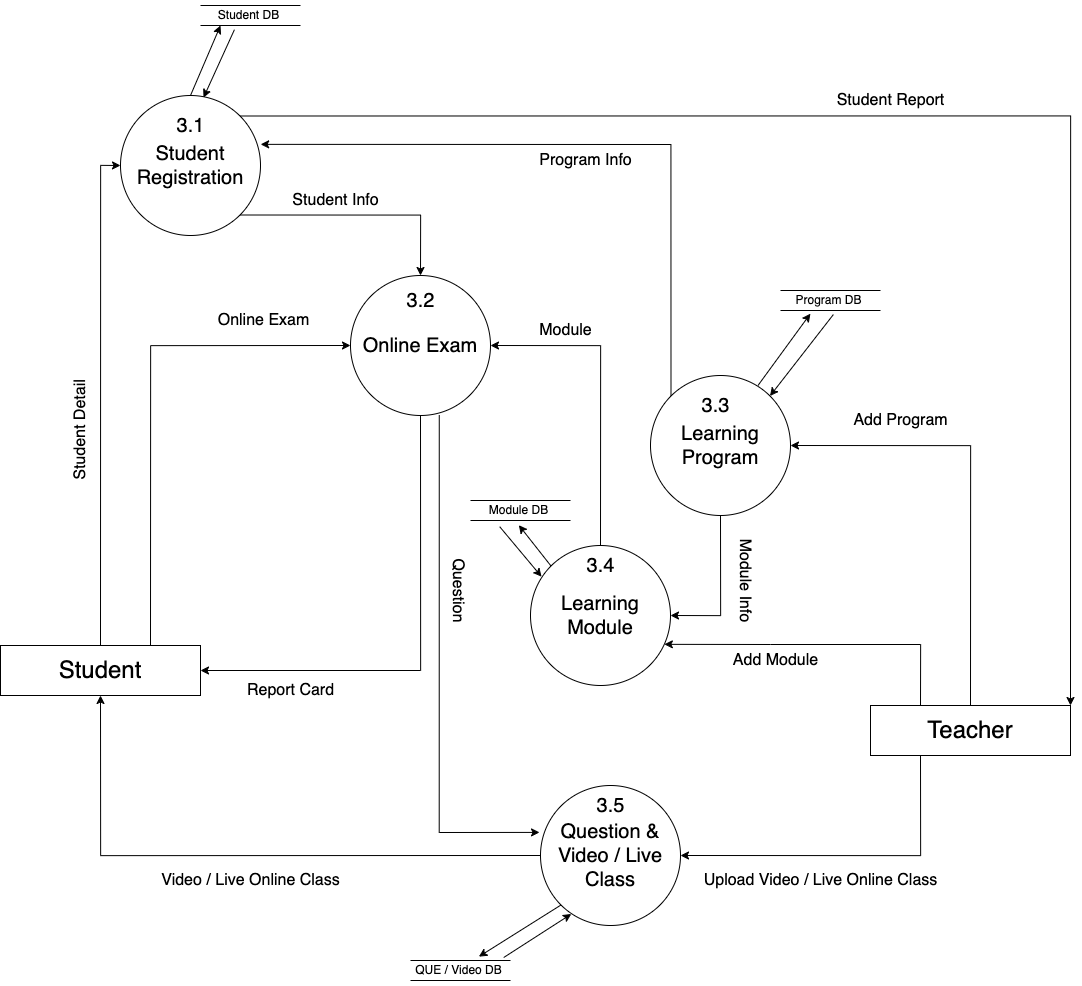 Student DB
Student Report
3.1
Student
Registration
Program Info
Student Info
3.2
Online Exam
Online Exam
Module
Program DB
3.3
Learning
Program
Add Program
Student Detail
Module DB
3.4
Learning
Module
Module Info
Question
Add Module
Student
Report Card
Teacher
3.5
Question &
Video / Live
Class
Video / Live Online Class
Upload Video / Live Online Class
QUE / Video DB